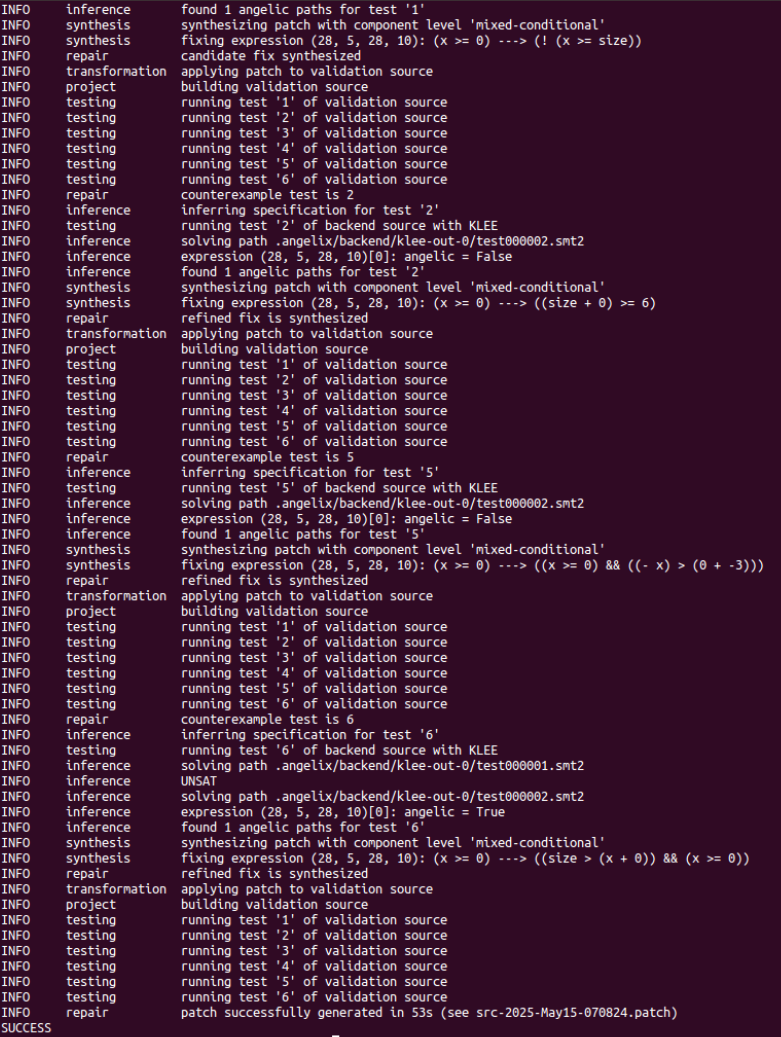 INFO     inference       found 1 angelic paths for test '1'
INFO     synthesis       synthesizing patch with component level 'mixed-conditional'
INFO     synthesis       fixing expression (28, 5, 28, 10): (x >= 0) ---> (! (x >= size))
INFO     repair          candidate fix synthesized
INFO     transformation  applying patch to validation source
INFO     project         building validation source
INFO     testing         running test '1' of validation source
INFO     testing         running test '2' of validation source
INFO     testing         running test '3' of validation source
INFO     testing         running test '4' of validation source
INFO     testing         running test '5' of validation source
INFO     testing         running test '6' of validation source
INFO     repair          counterexample test is 2
INFO     inference       inferring specification for test '2'
INFO     testing         running test '2' of backend source with KLEE
INFO     inference       solving path .angelix/backend/klee-out-0/test000002.smt2
INFO     inference       expression (28, 5, 28, 10)[0]: angelic = False
INFO     inference       found 1 angelic paths for test '2'
INFO     synthesis       synthesizing patch with component level 'mixed-conditional'
INFO     synthesis       fixing expression (28, 5, 28, 10): (x >= 0) ---> ((size + 0) >= 6)
INFO     repair          refined fix is synthesized
INFO     transformation  applying patch to validation source
INFO     project         building validation source
INFO     testing         running test '1' of validation source
INFO     testing         running test '2' of validation source
INFO     testing         running test '3' of validation source
INFO     testing         running test '4' of validation source
INFO     testing         running test '5' of validation source
INFO     testing         running test '6' of validation source
INFO     repair          counterexample test is 5
INFO     inference       inferring specification for test '5'
INFO     testing         running test '5' of backend source with KLEE
INFO     inference       solving path .angelix/backend/klee-out-0/test000002.smt2
INFO     inference       expression (28, 5, 28, 10)[0]: angelic = False
INFO     inference       found 1 angelic paths for test '5'
INFO     synthesis       synthesizing patch with component level 'mixed-conditional'
INFO     synthesis       fixing expression (28, 5, 28, 10): (x >= 0) ---> ((x >= 0) && ((- x) > (0 + -3)))
INFO     repair          refined fix is synthesized
INFO     transformation  applying patch to validation source
INFO     project         building validation source
INFO     testing         running test '1' of validation source
INFO     testing         running test '2' of validation source
INFO     testing         running test '3' of validation source
INFO     testing         running test '4' of validation source
INFO     testing         running test '5' of validation source
INFO     testing         running test '6' of validation source
INFO     repair          counterexample test is 6
INFO     inference       inferring specification for test '6'
INFO     testing         running test '6' of backend source with KLEE
INFO     inference       solving path .angelix/backend/klee-out-0/test000001.smt2
INFO     inference       UNSAT
INFO     inference       solving path .angelix/backend/klee-out-0/test000002.smt2
INFO     inference       expression (28, 5, 28, 10)[0]: angelic = True
INFO     inference       found 1 angelic paths for test '6'
INFO     synthesis       synthesizing patch with component level 'mixed-conditional'
INFO     synthesis       fixing expression (28, 5, 28, 10): (x >= 0) ---> ((size > (x + 0)) && (x >= 0))
INFO     repair          refined fix is synthesized
INFO     transformation  applying patch to validation source
INFO     project         building validation source
INFO     testing         running test '1' of validation source
INFO     testing         running test '2' of validation source
INFO     testing         running test '3' of validation source
INFO     testing         running test '4' of validation source
INFO     testing         running test '5' of validation source
INFO     testing         running test '6' of validation source
INFO     repair          patch successfully generated in 53s (see src-2025-May15-070824.patch)
SUCCESS